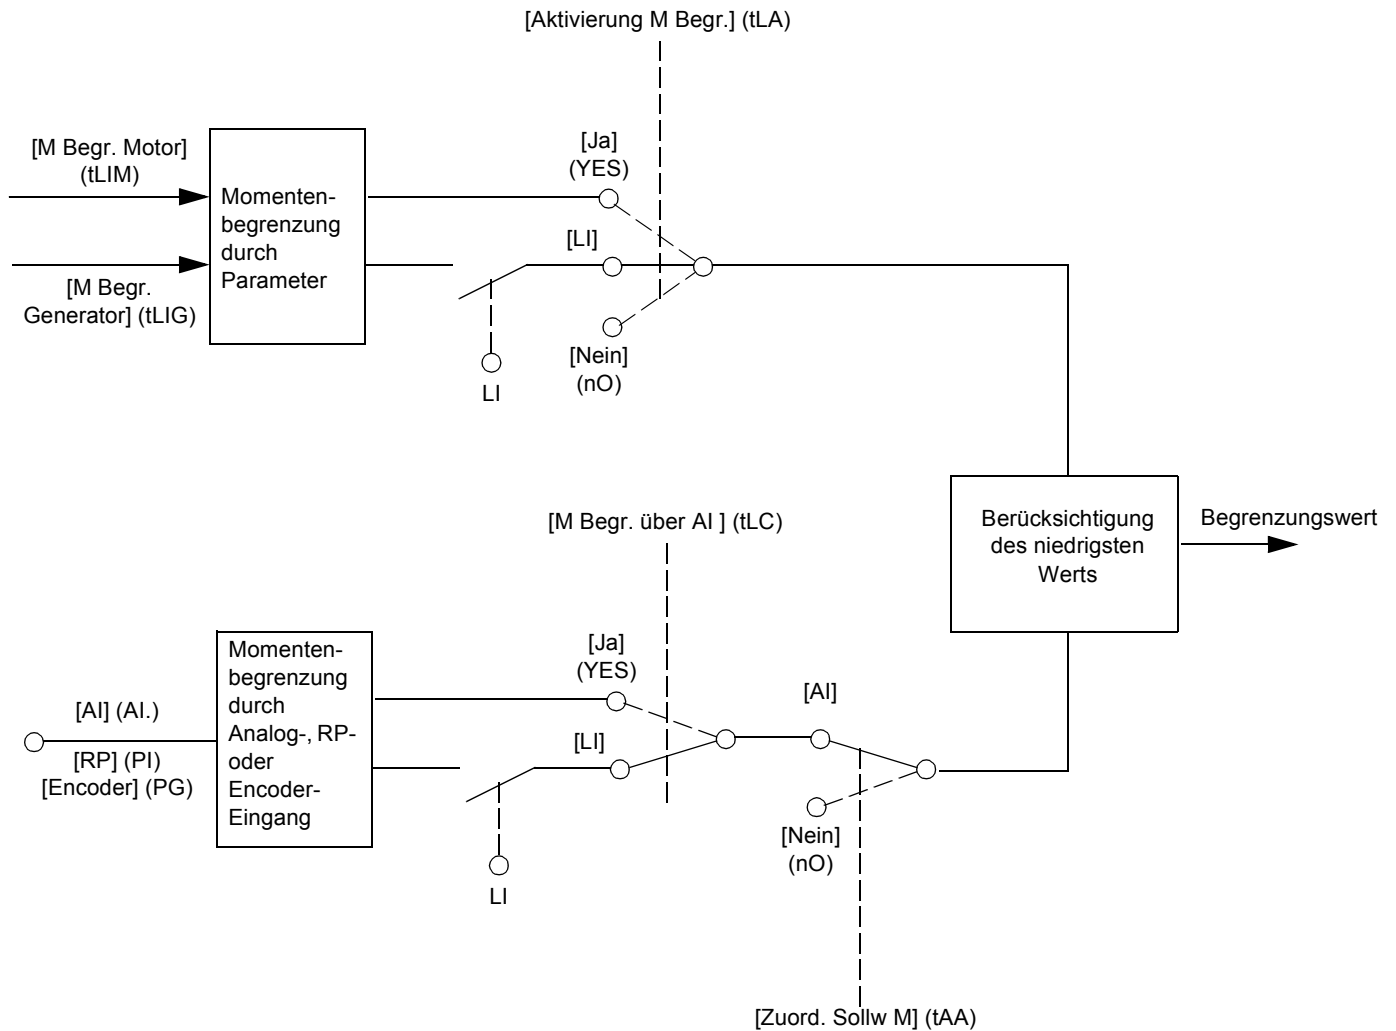 [Aktivierung M Begr.] (tLA)
[M Begr. Motor]
(tLIM)
[M Begr.
Generator] (tLIG)
Momenten-
begrenzung
durch
Parameter
[Ja]
(YES)
[LI]
[Nein]
(nO)
LI
[M Begr. über AI ] (tLC)
Berücksichtigung
des niedrigsten
Werts
Begrenzungswert
[AI] (AI.)
[RP] (PI)
[Encoder] (PG)
Momenten-
begrenzung
durch
Analog-, RP-
oder
Encoder-
Eingang
[Ja]
(YES)
[LI]
LI
[AI]
[Nein]
(nO)
[Zuord. Sollw M] (tAA)